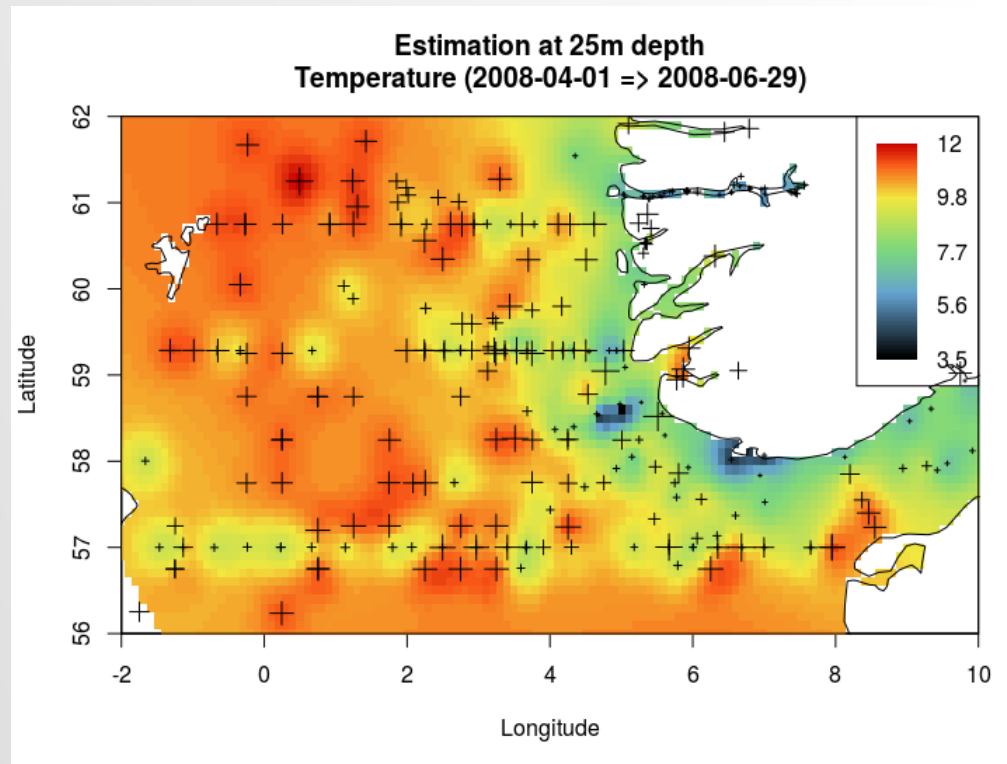 Estimation at 25m depth
Temperature (2008-04-01 => 2008-06-29)
62
61
60
59
58
57
56
Latitude
12
9.8
7.7
5.6
3.5
-2 0 2 4 6 8 10
Longitude